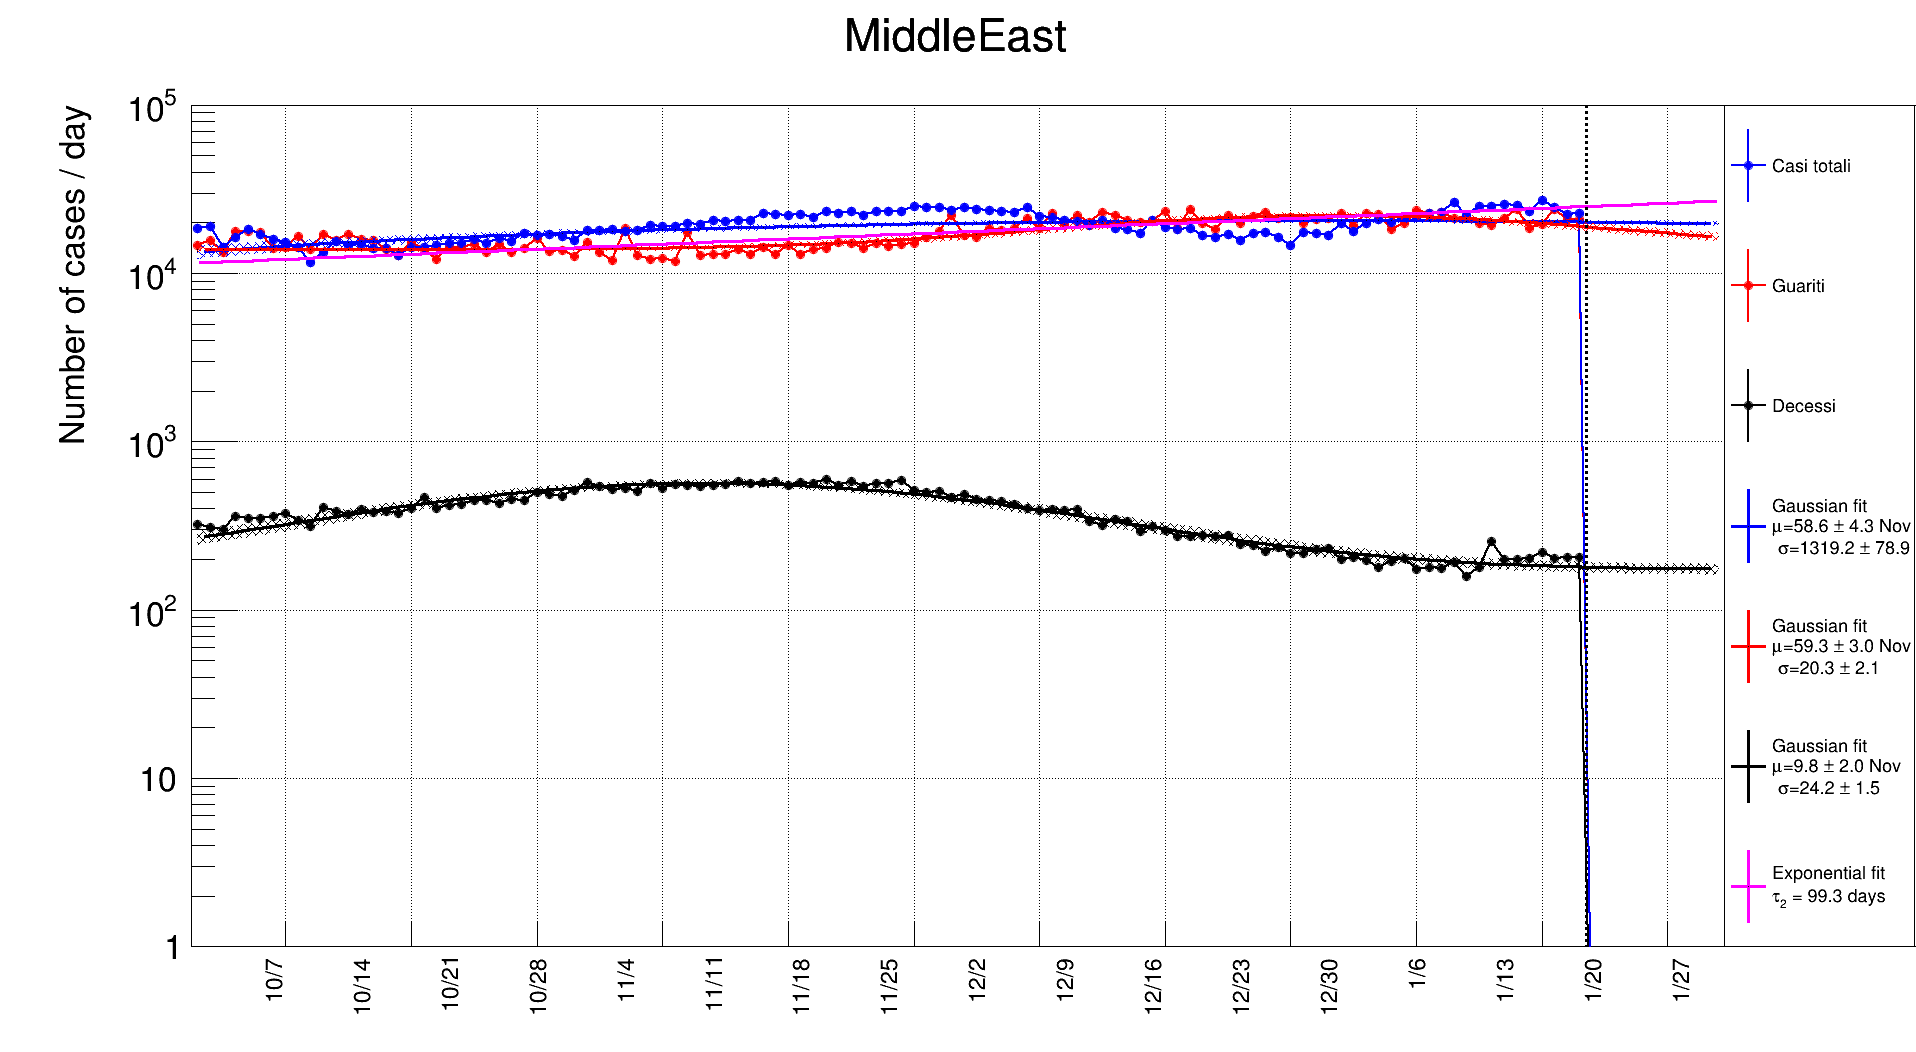 MiddleEast
Number of cases / day
10^5
10^4
10^3
10^2
10
1
10/7
10/14
10/21
10/28
11/4
11/11
11/18
11/25
12/2
12/9
12/16
12/23
12/30
1/6
1/13
1/20
1/27
Casi totali
Guariti
Decessi
Gaussian fit
μ=58.6 ± 4.3 Nov
σ=1319.2 ± 78.9
Gaussian fit
μ=59.3 ± 3.0 Nov
σ=20.3 ± 2.1
Gaussian fit
μ=9.8 ± 2.0 Nov
σ=24.2 ± 1.5
Exponential fit
τ₂ = 99.3 days